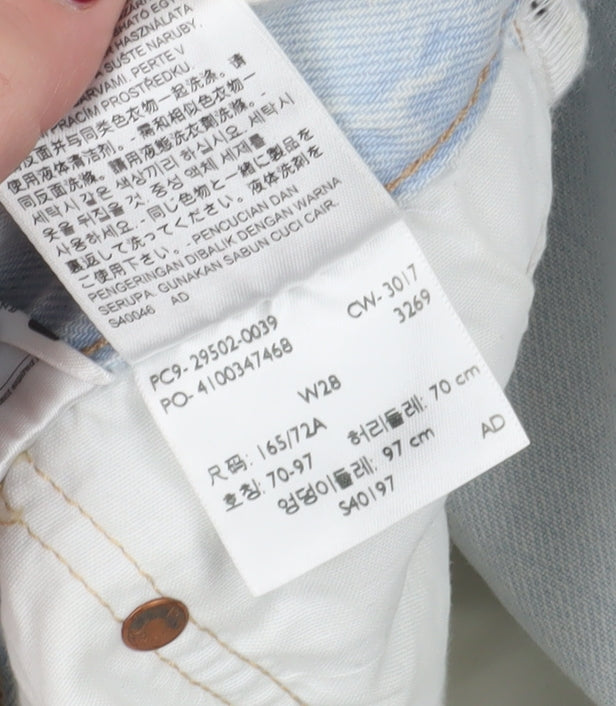 HATÓ EGY
HASZNÁLATA
SUŠTE NARUBY.
BARVAMI. PERTE V
PRACÍM PROSTŘEDKU.
反面并与同类色衣物一起洗涤。请
使用液体清洁剂。- 需和相似色衣物一
同反面洗滌。請用液態洗衣劑洗滌。-
세탁시 같은 색상끼리 하십시오. 세탁시
옷을 뒤집을 것. 중성 액체 세제를
사용하세요. - 同じ色物と一緒に製品を
裏返して洗ってください。液体洗剤を
ご使用下さい。- PENCUCIAN DAN
PENGERINGAN DIBALIK DENGAN WARNA
SERUPA. GUNAKAN SABUN CUCI CAIR.
S40046 AD
PC9- 29502-0039 CW- 3017
PO- 4100347468 3269
W28
尺码: 165/72A 허리둘레: 70 cm
호칭: 70-97 엉덩이둘레: 97 cm AD
S40197